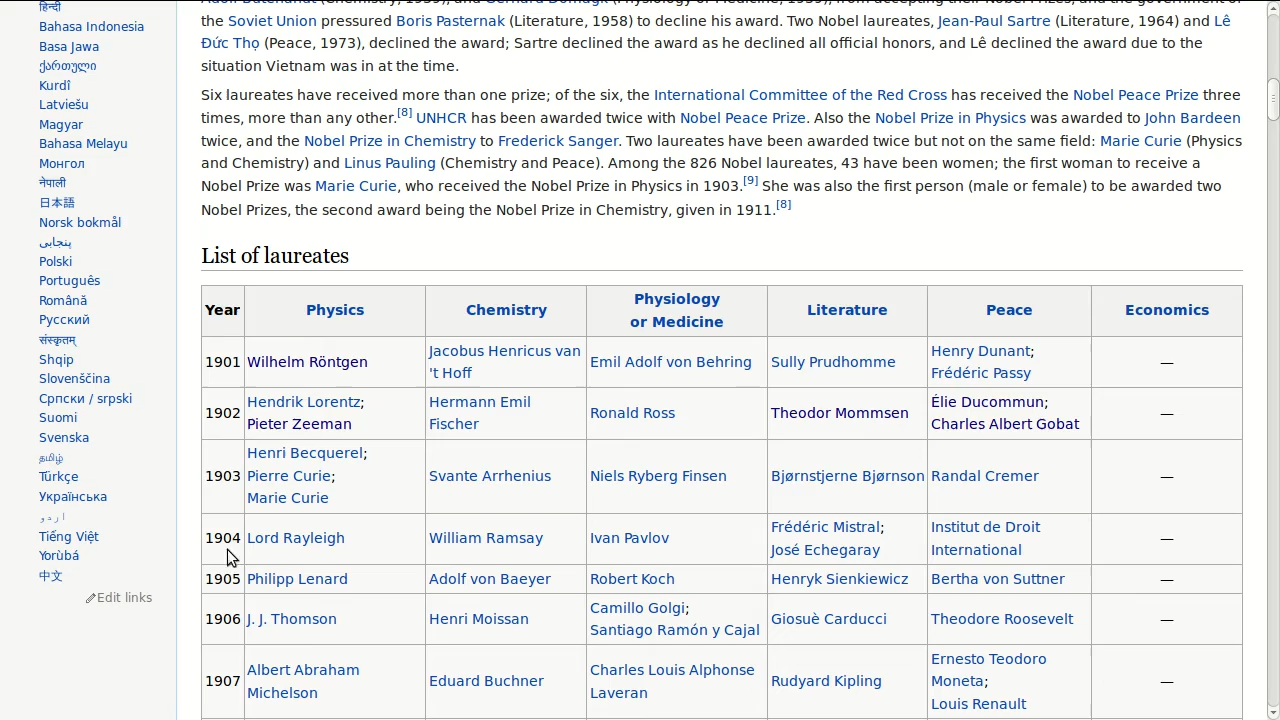 हिन्दी
Bahasa Indonesia
Basa Jawa
ქართული
Kurdî
Latviešu
Magyar
Bahasa Melayu
Монгол
नेपाली
日本語
Norsk bokmål
پنجابی
Polski
Português
Română
Русский
संस्कृतम्
Shqip
Slovenščina
Српски / srpski
Suomi
Svenska
தமிழ்
Türkçe
Українська
اردو
Tiếng Việt
Yorùbá
中文
Edit links
the Soviet Union pressured Boris Pasternak (Literature, 1958) to decline his award. Two Nobel laureates, Jean-Paul Sartre (Literature, 1964) and Lê
Đức Thọ (Peace, 1973), declined the award; Sartre declined the award as he declined all official honors, and Lê declined the award due to the
situation Vietnam was in at the time.
Six laureates have received more than one prize; of the six, the International Committee of the Red Cross has received the Nobel Peace Prize three
times, more than any other.[8] UNHCR has been awarded twice with Nobel Peace Prize. Also the Nobel Prize in Physics was awarded to John Bardeen
twice, and the Nobel Prize in Chemistry to Frederick Sanger. Two laureates have been awarded twice but not on the same field: Marie Curie (Physics
and Chemistry) and Linus Pauling (Chemistry and Peace). Among the 826 Nobel laureates, 43 have been women; the first woman to receive a
Nobel Prize was Marie Curie, who received the Nobel Prize in Physics in 1903.[9] She was also the first person (male or female) to be awarded two
Nobel Prizes, the second award being the Nobel Prize in Chemistry, given in 1911.[8]
List of laureates
Year Physics Chemistry Physiology or Medicine Literature Peace Economics
1901 Wilhelm Röntgen Jacobus Henricus van 't Hoff Emil Adolf von Behring Sully Prudhomme Henry Dunant; Frédéric Passy —
1902 Hendrik Lorentz; Pieter Zeeman Hermann Emil Fischer Ronald Ross Theodor Mommsen Élie Ducommun; Charles Albert Gobat —
1903 Henri Becquerel; Pierre Curie; Marie Curie Svante Arrhenius Niels Ryberg Finsen Bjørnstjerne Bjørnson Randal Cremer —
1904 Lord Rayleigh William Ramsay Ivan Pavlov Frédéric Mistral; José Echegaray Institut de Droit International —
1905 Philipp Lenard Adolf von Baeyer Robert Koch Henryk Sienkiewicz Bertha von Suttner —
1906 J. J. Thomson Henri Moissan Camillo Golgi; Santiago Ramón y Cajal Giosuè Carducci Theodore Roosevelt —
1907 Albert Abraham Michelson Eduard Buchner Charles Louis Alphonse Laveran Rudyard Kipling Ernesto Teodoro Moneta; Louis Renault —